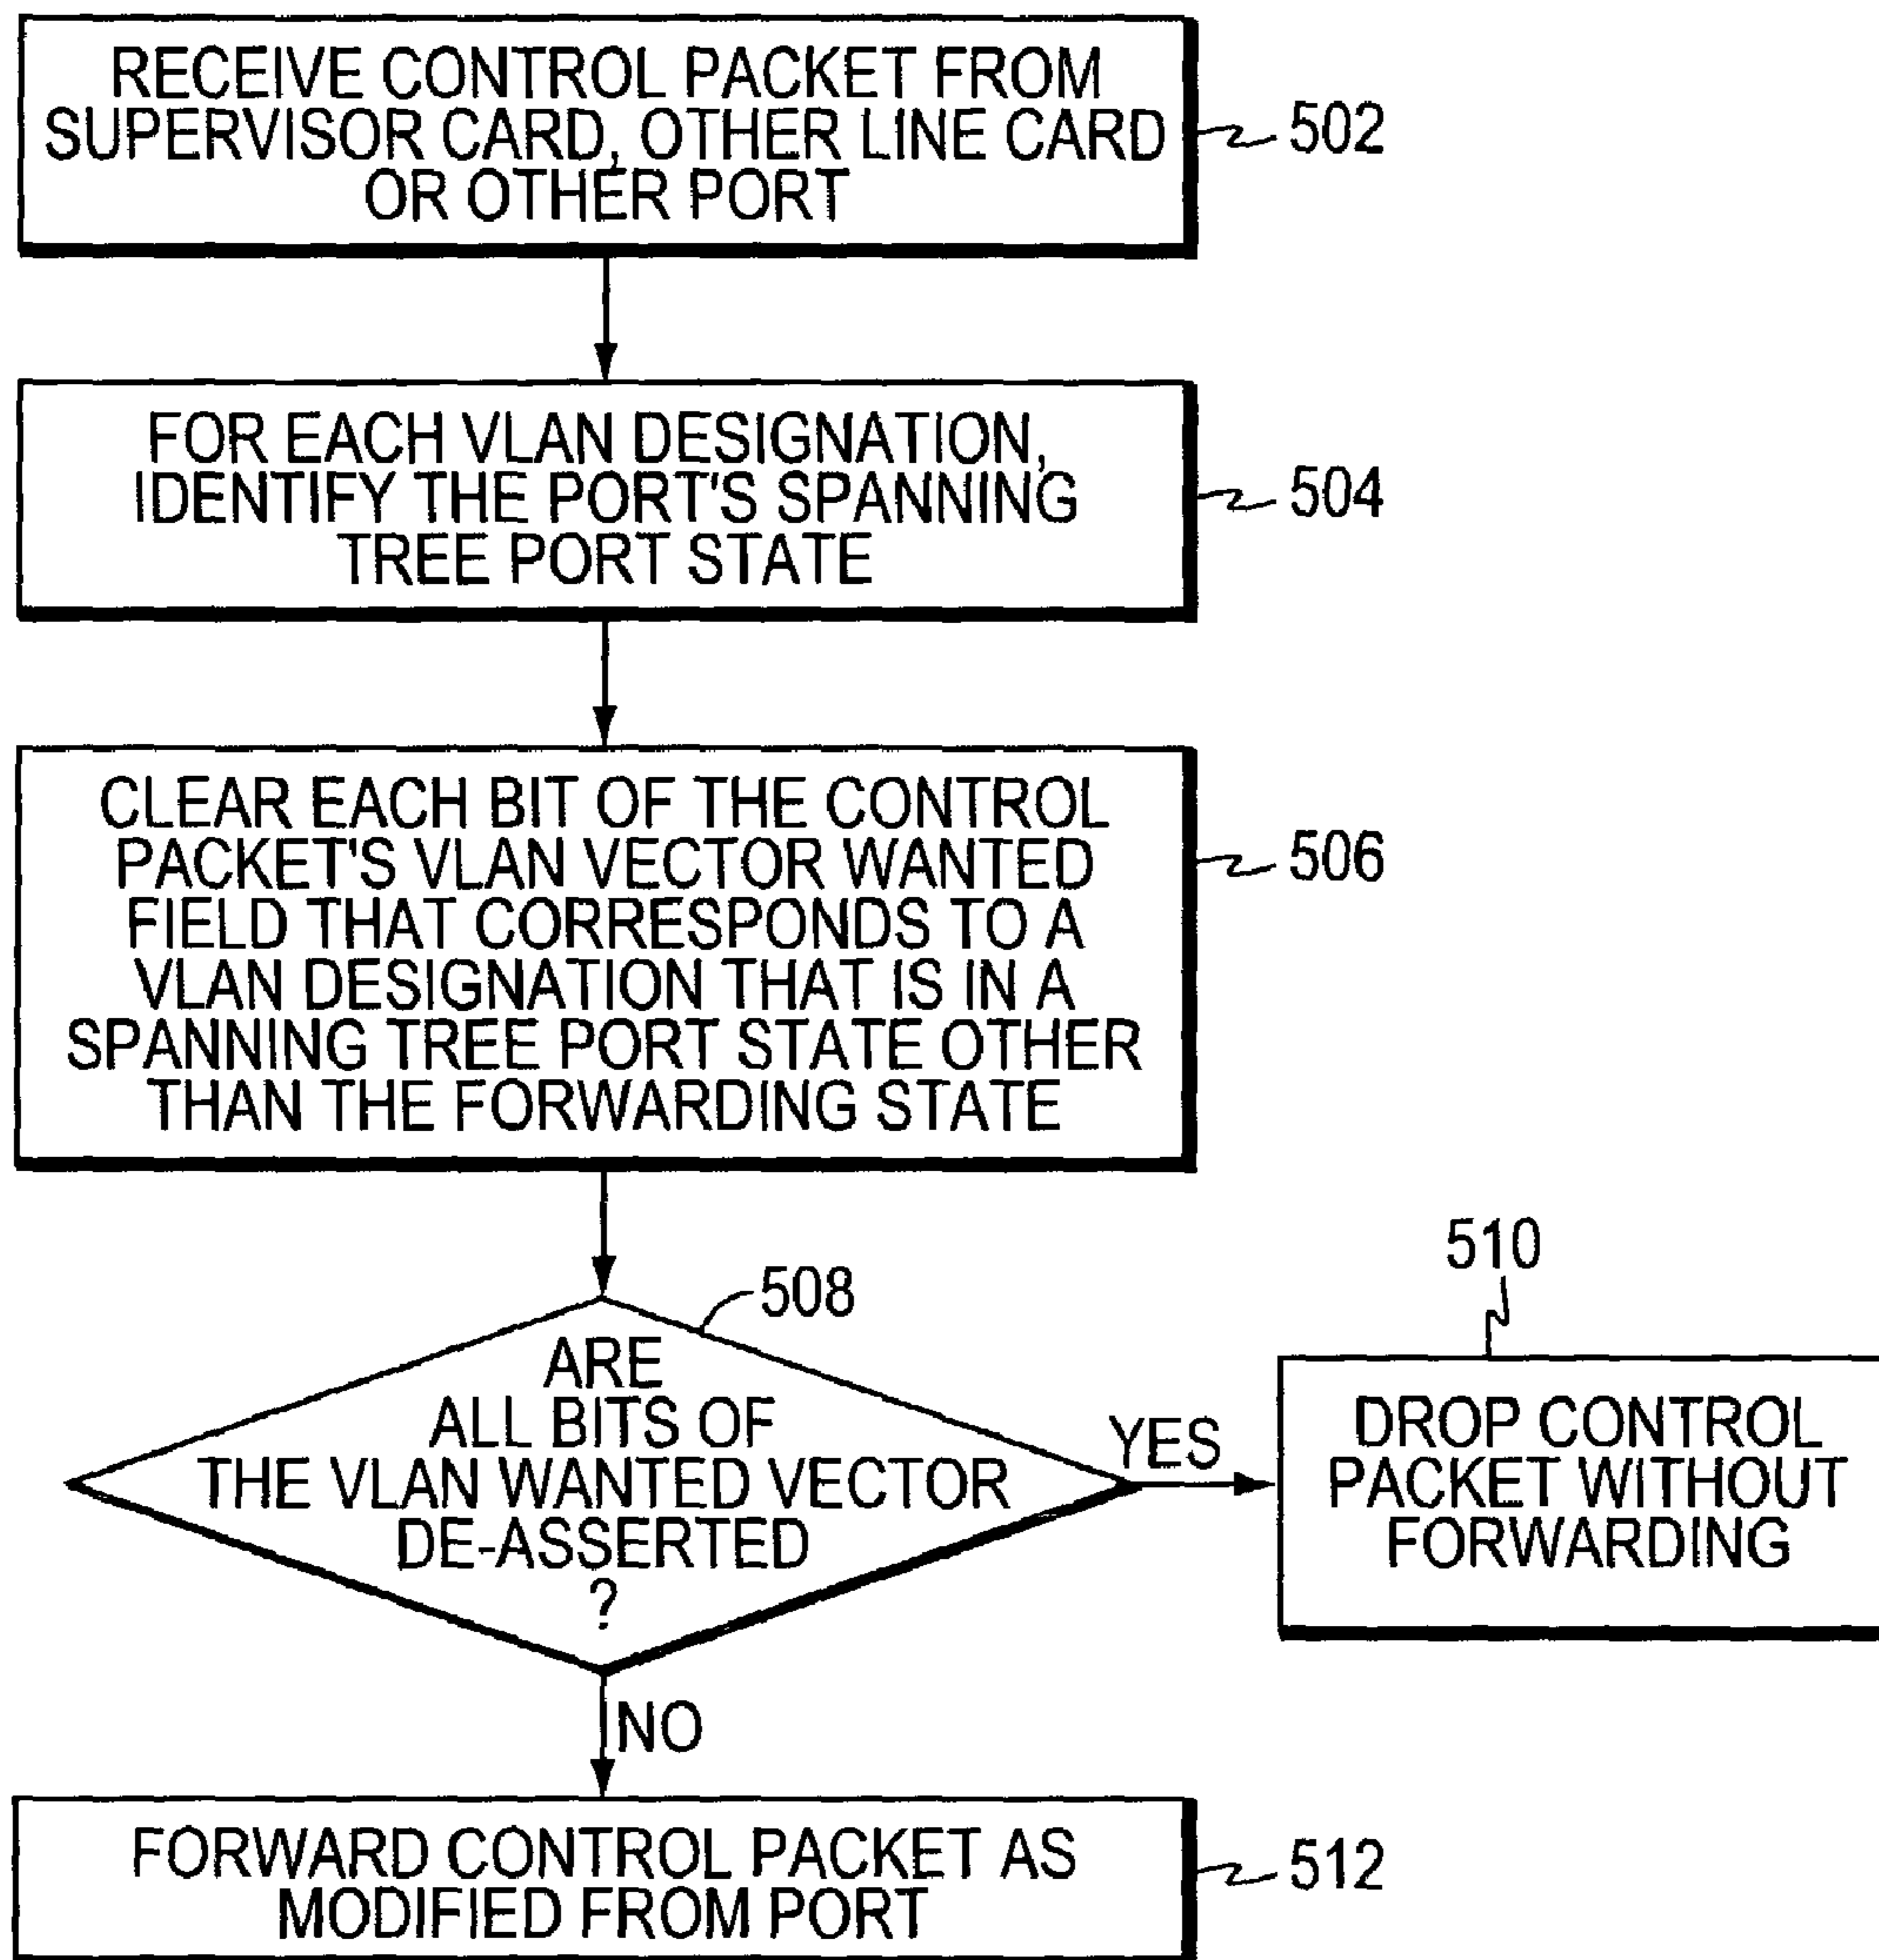 RECEIVE CONTROL PACKET FROM
SUPERVISOR CARD, OTHER LINE CARD
OR OTHER PORT
502
FOR EACH VLAN DESIGNATION,
IDENTIFY THE PORT'S SPANNING
TREE PORT STATE
504
CLEAR EACH BIT OF THE CONTROL
PACKET'S VLAN VECTOR WANTED
FIELD THAT CORRESPONDS TO A
VLAN DESIGNATION THAT IS IN A
SPANNING TREE PORT STATE OTHER
THAN THE FORWARDING STATE
506
508
ARE
ALL BITS OF
THE VLAN WANTED VECTOR
DE-ASSERTED
?
YES
510
DROP CONTROL
PACKET WITHOUT
FORWARDING
NO
FORWARD CONTROL PACKET AS
MODIFIED FROM PORT
512